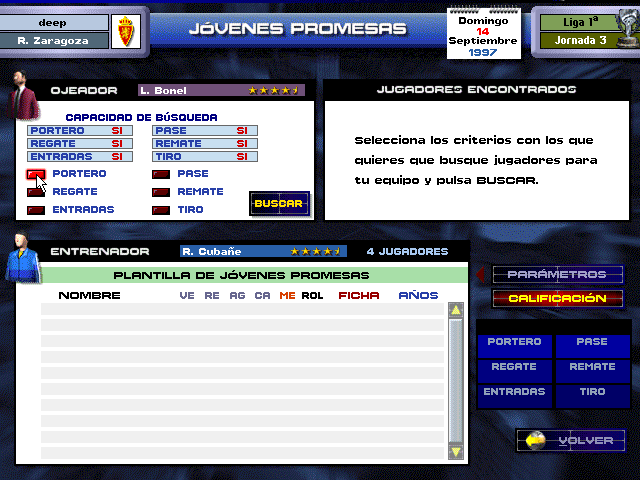 deep
R. Zaragoza
JÓVENES PROMESAS
Domingo
14
Septiembre
1997
Liga 1ª
Jornada 3
OJEADOR L. Bonel
CAPACIDAD DE BÚSQUEDA
PORTERO SI PASE SI
REGATE SI REMATE SI
ENTRADAS SI TIRO SI
PORTERO PASE
REGATE REMATE
ENTRADAS TIRO
BUSCAR
JUGADORES ENCONTRADOS
Selecciona los criterios con los que
quieres que busque jugadores para
tu equipo y pulsa BUSCAR.
ENTRENADOR R. Cubañe 4 JUGADORES
PLANTILLA DE JÓVENES PROMESAS
NOMBRE VE RE AG CA ME ROL FICHA AÑOS
PARÁMETROS
CALIFICACIÓN
PORTERO PASE
REGATE REMATE
ENTRADAS TIRO
VOLVER